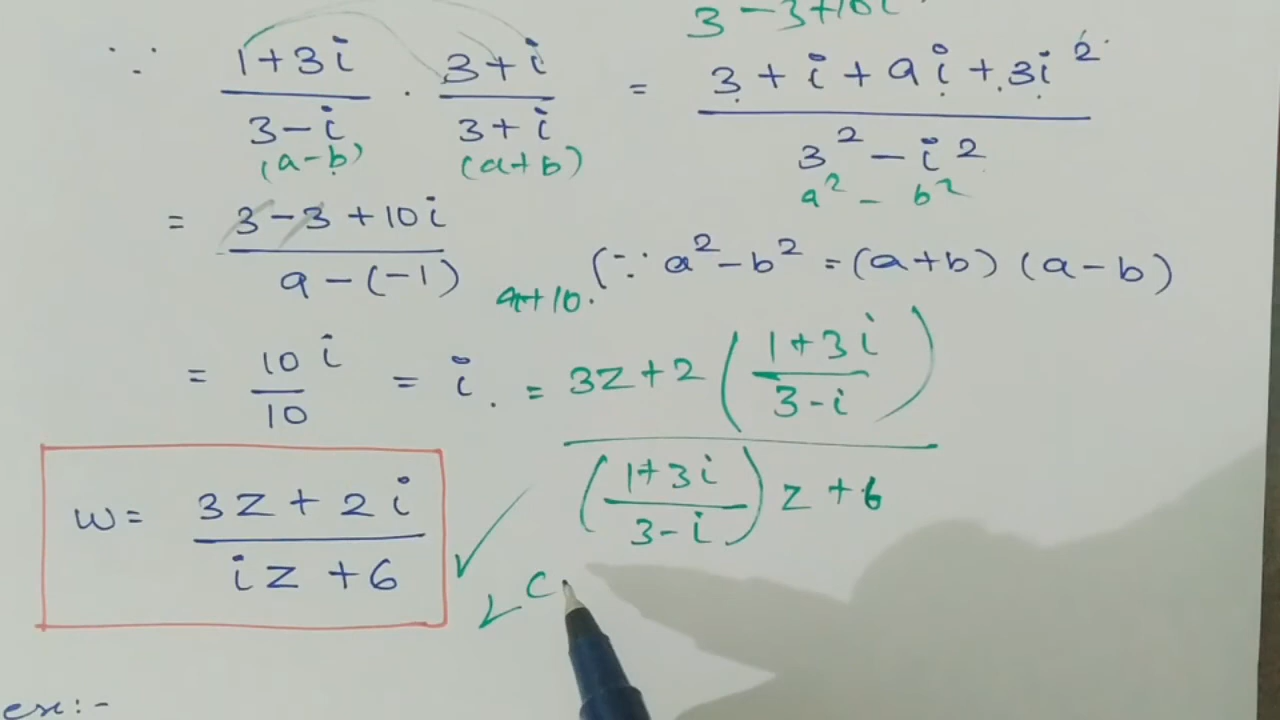 3 - 3 + 10i
∵ (1+3i)/(3-i) · (3+i)/(3+i) = (3 + i + 9i + 3i²)/(3² - i²)
(a-b) (a+b) a² - b²
= (3 - 3 + 10i)/(9 - (-1)) (∵ a² - b² = (a+b) (a-b))
= 10i/10 = i. = (3z + 2((1+3i)/(3-i)))/(((1+3i)/(3-i)) z + 6)
w = (3z + 2i)/(iz + 6) ✓
C
ex:-